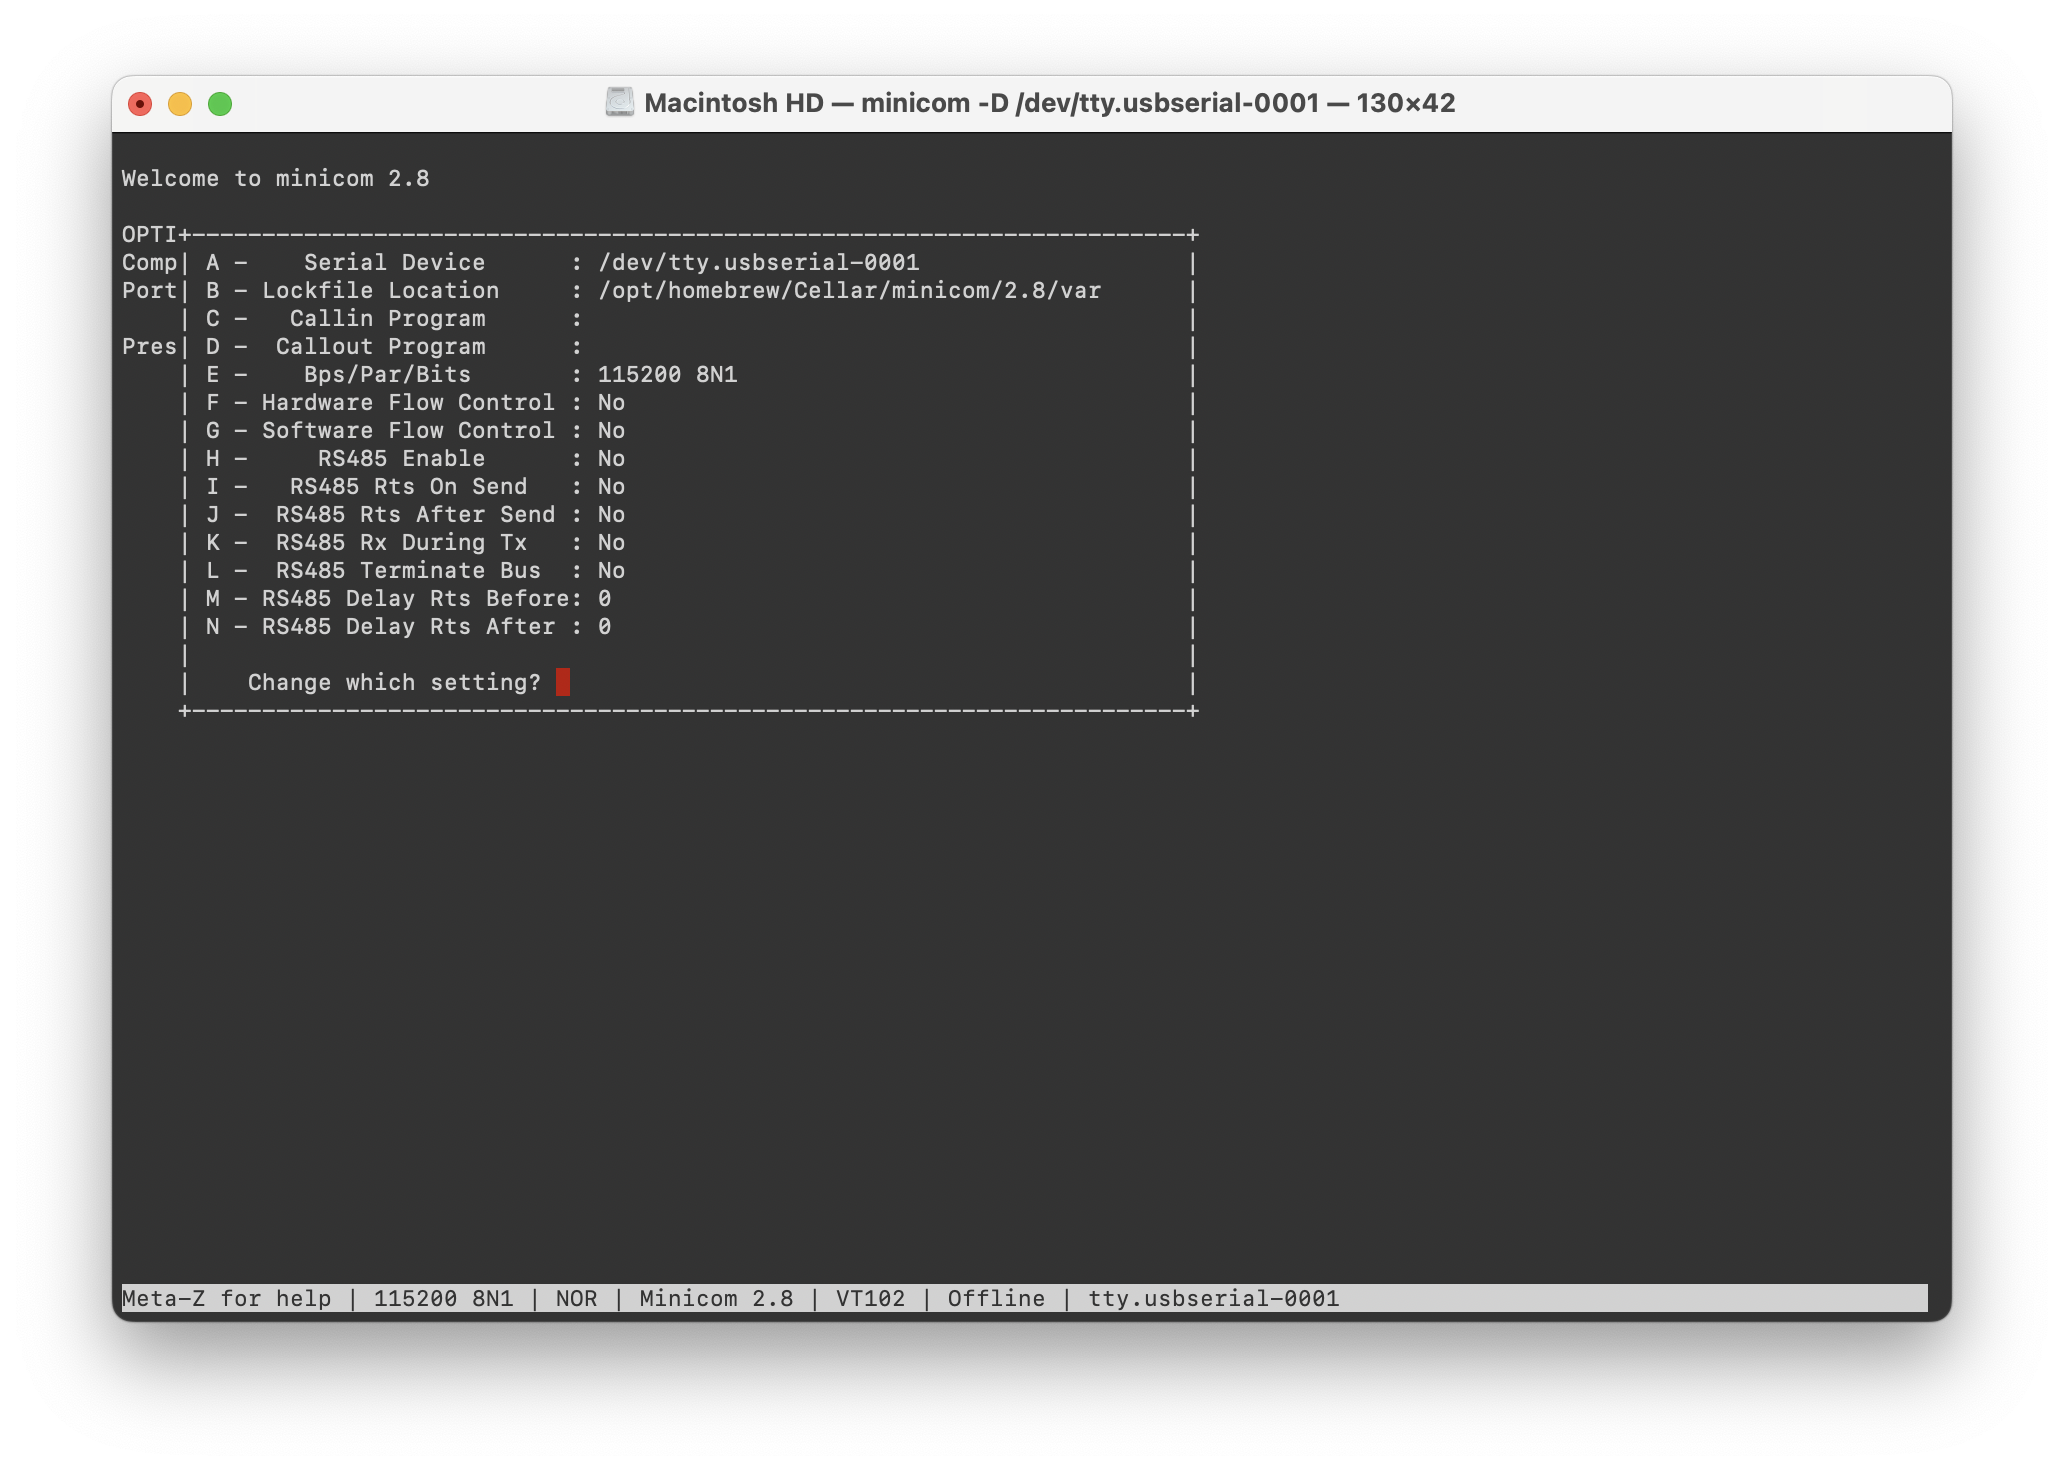 Macintosh HD — minicom -D /dev/tty.usbserial-0001 — 130×42
Welcome to minicom 2.8
OPTI+-----------------------------------------------------------------------+
Comp| A -    Serial Device      : /dev/tty.usbserial-0001                   |
Port| B - Lockfile Location     : /opt/homebrew/Cellar/minicom/2.8/var      |
    | C -   Callin Program      :                                           |
Pres| D -  Callout Program      :                                           |
    | E -    Bps/Par/Bits       : 115200 8N1                                |
    | F - Hardware Flow Control : No                                        |
    | G - Software Flow Control : No                                        |
    | H -     RS485 Enable      : No                                        |
    | I -   RS485 Rts On Send   : No                                        |
    | J -  RS485 Rts After Send : No                                        |
    | K -  RS485 Rx During Tx   : No                                        |
    | L -  RS485 Terminate Bus  : No                                        |
    | M - RS485 Delay Rts Before: 0                                         |
    | N - RS485 Delay Rts After : 0                                         |
    |                                                                       |
    |    Change which setting?                                              |
    +-----------------------------------------------------------------------+
Meta-Z for help | 115200 8N1 | NOR | Minicom 2.8 | VT102 | Offline | tty.usbserial-0001